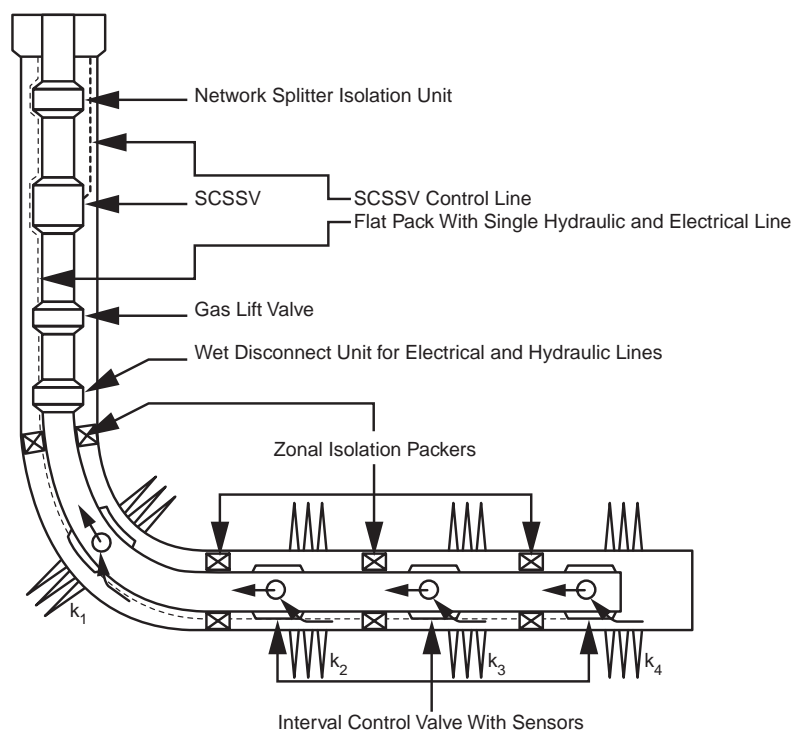 Network Splitter Isolation Unit
SCSSV
SCSSV Control Line
Flat Pack With Single Hydraulic and Electrical Line
Gas Lift Valve
Wet Disconnect Unit for Electrical and Hydraulic Lines
Zonal Isolation Packers
k1
k2
k3
k4
Interval Control Valve With Sensors